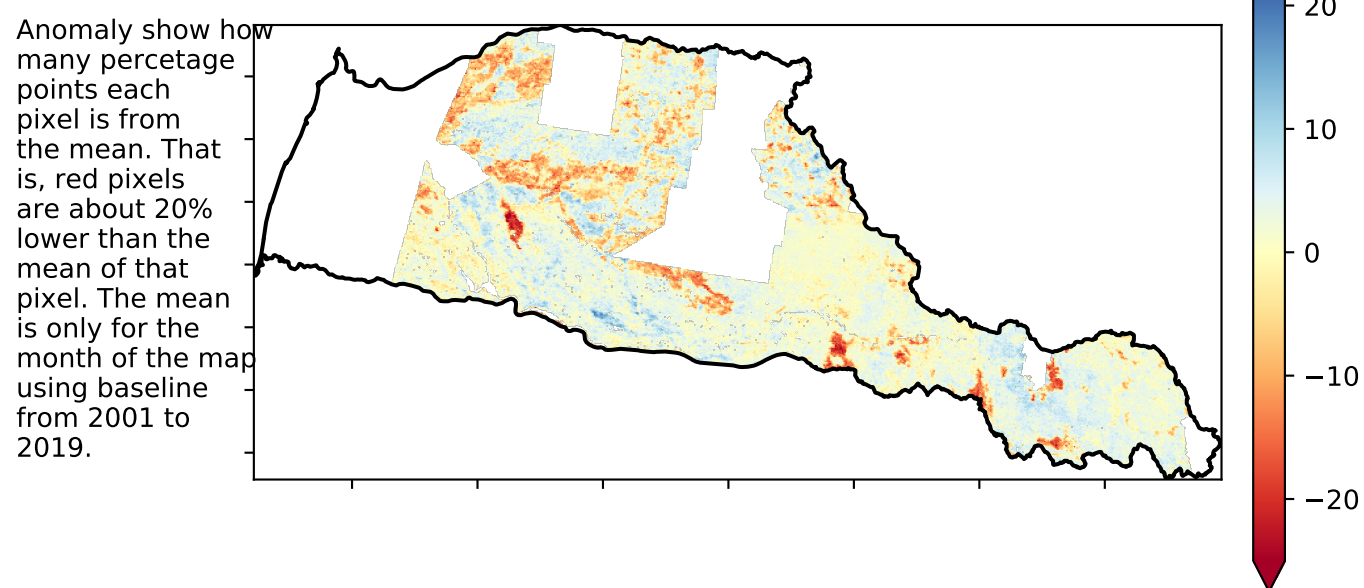 Anomaly show how
many percetage
points each
pixel is from
the mean. That
is, red pixels
are about 20%
lower than the
mean of that
pixel. The mean
is only for the
month of the map
using baseline
from 2001 to
2019.
20
10
0
−10
−20